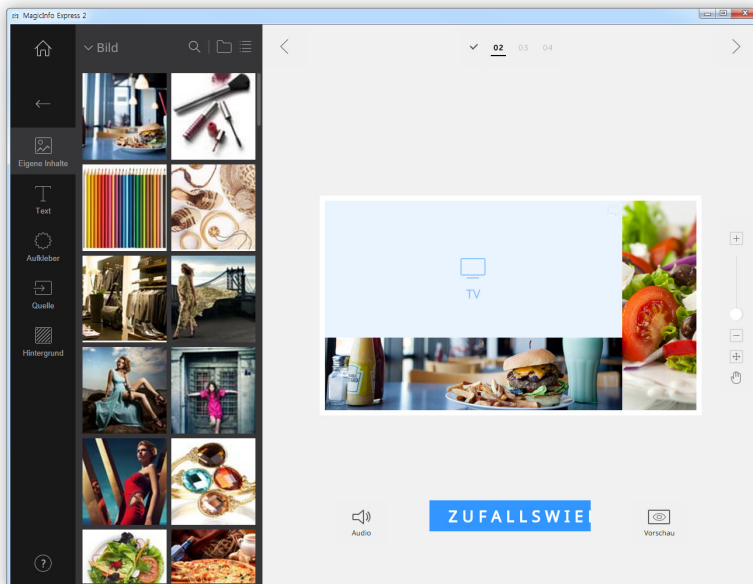 MagicInfo Express 2
Bild
02 03 04
Eigene Inhalte
Text
Aufkleber
Quelle
Hintergrund
?
TV
Audio
ZUFALLSWIE
Vorschau